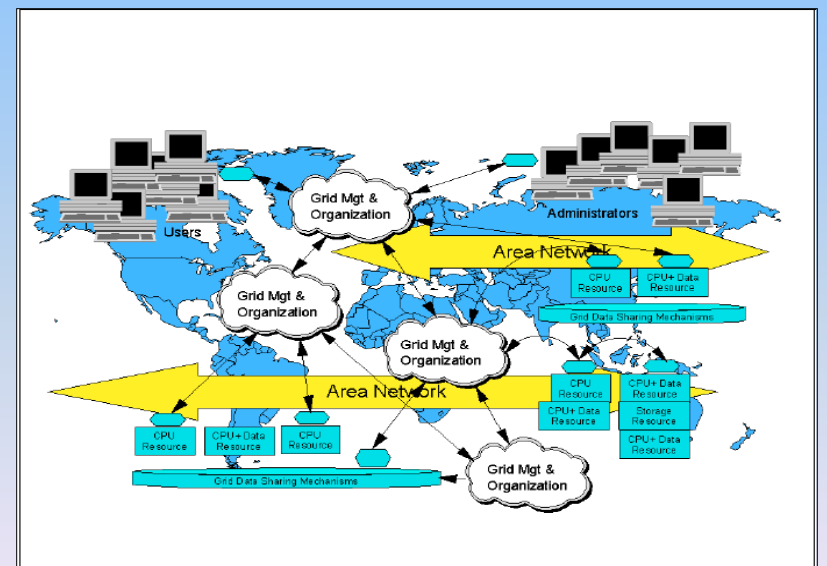 Grid Mgt &
Organization
Users
Administrators
Area Network
CPU
Resource
CPU+ Data
Resource
Grid Data Sharing Mechanisms
Grid Mgt &
Organization
Grid Mgt &
Organization
Area Network
CPU
Resource
CPU+ Data
Resource
CPU+ Data
Resource
Storage
Resource
CPU+ Data
Resource
CPU
Resource
CPU+ Data
Resource
CPU
Resource
Grid Data Sharing Mechanisms
Grid Mgt &
Organization